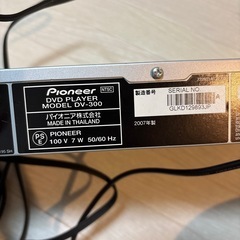 Pioneer
NTSC
DVD PLAYER
MODEL DV-300
パイオニア株式会社
MADE IN THAILAND
PS
E
PIONEER
100 V 7 W 50/60 Hz
製造番号
SERIAL NO.
A
GLKD129893JP
2007年製